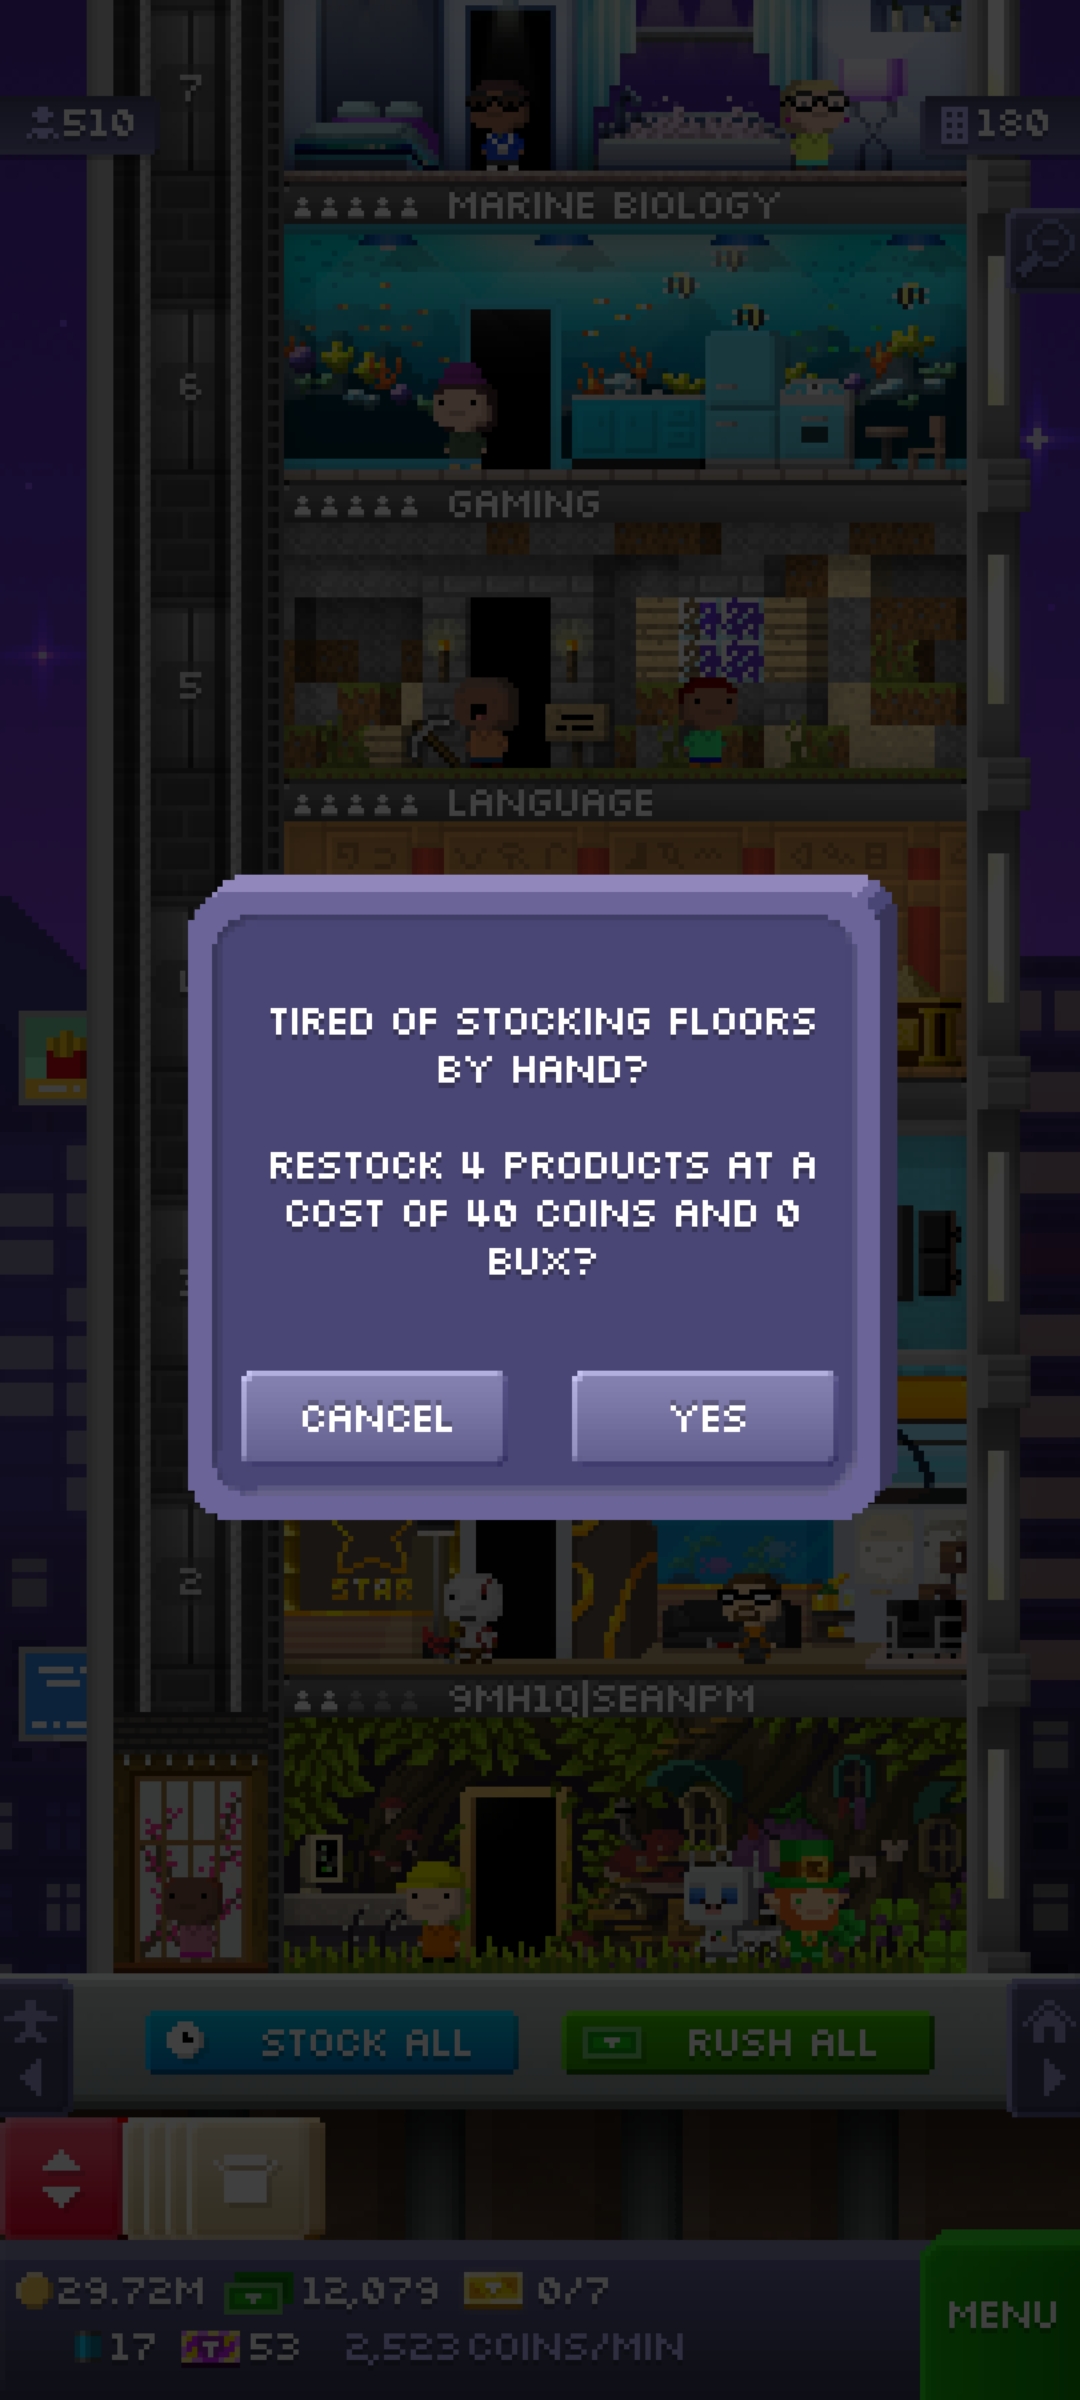 7
510
180
MARINE BIOLOGY
6
GAMING
5
LANGUAGE
TIRED OF STOCKING FLOORS
BY HAND?
RESTOCK 4 PRODUCTS AT A
COST OF 40 COINS AND 0
BUX?
CANCEL
YES
2
STAR
9MH1Q|SEANPM
STOCK ALL
RUSH ALL
29.72M
12,079
0/7
17
53
2,523 COINS/MIN
MENU